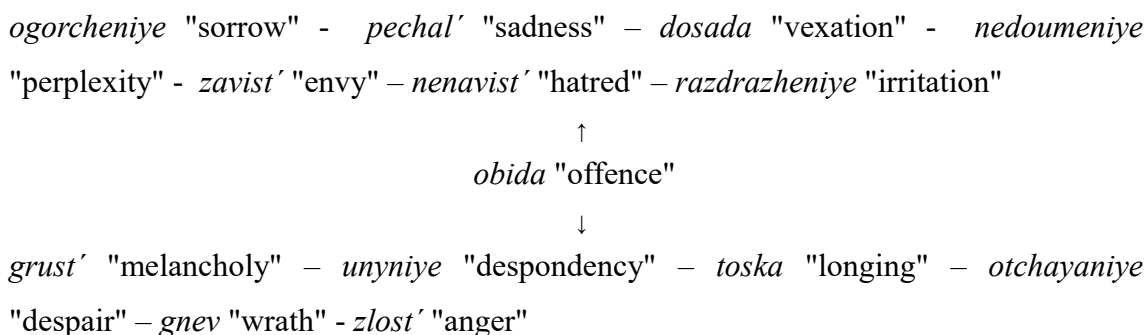 ogorcheniye "sorrow" - pechal´ "sadness" – dosada "vexation" - nedoumeniye
"perplexity" - zavist´ "envy" – nenavist´ "hatred" – razdrazheniye "irritation"
↑
obida "offence"
↓
grust´ "melancholy" – unyniye "despondency" – toska "longing" – otchayaniye
"despair" – gnev "wrath" - zlost´ "anger"